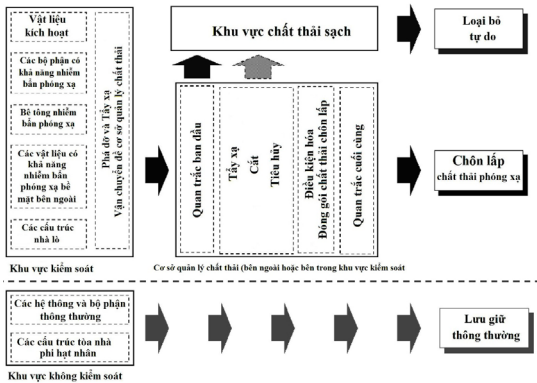 Vật liệu
kích hoạt
Các bộ phận có
khả năng nhiễm
bẩn phóng xạ
Bê tông nhiễm
bẩn phóng xạ
Các vật liệu có
khả năng
nhiễm bẩn
phóng xạ bề
mặt bên ngoài
Các cấu trúc
nhà lò
Phá dỡ và Tẩy xạ
Vận chuyển đề cơ sở quản lý chất thải
Khu vực kiểm soát
Khu vực chất thải sạch
Quan trắc ban đầu
Tẩy xạ
Cắt
Tiêu hủy
Điều kiện hóa
Đóng gói chất thải chôn lấp
Quan trắc cuối cùng
Cơ sở quản lý chất thải (bên ngoài hoặc bên trong khu vực kiểm soát
Loại bỏ
tự do
Chôn lấp
chất thải phóng xạ
Các hệ thống và bộ phận
thông thường
Các cấu trúc tòa nhà
phi hạt nhân
Khu vực không kiểm soát
Lưu giữ
thông thường